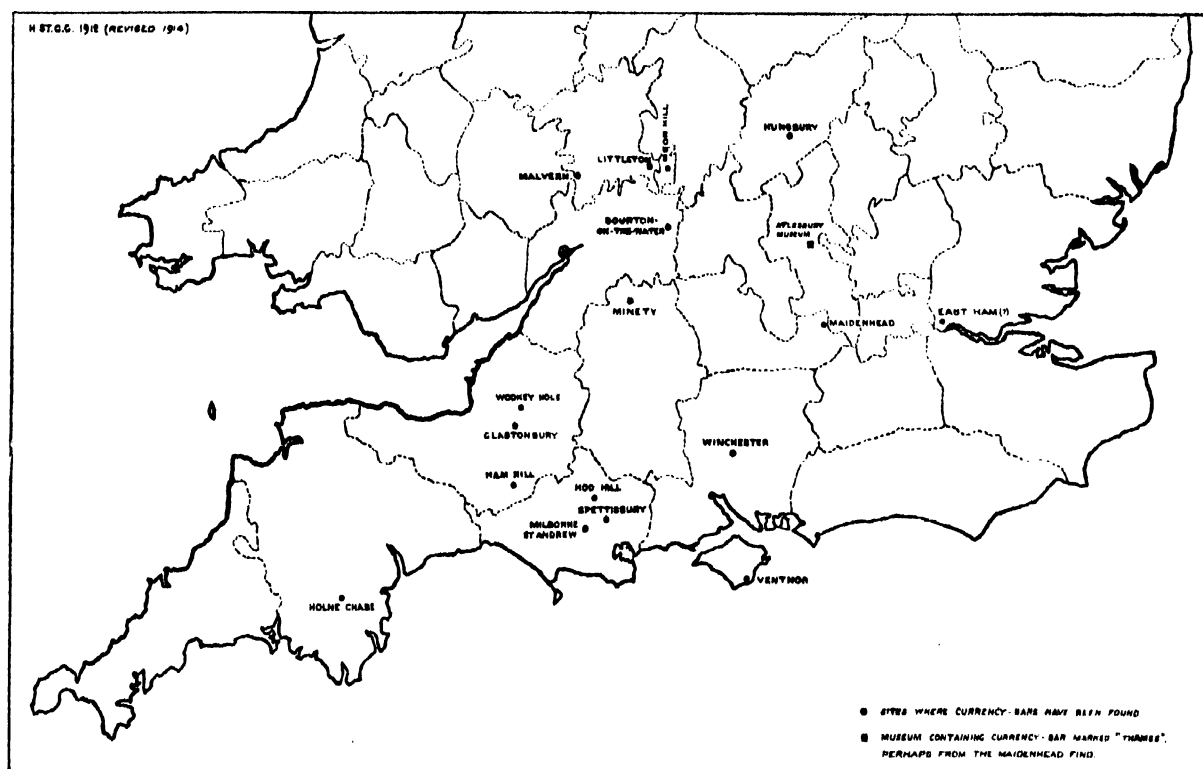 H ST.G.G. 1912 (REVISED 1914)
HUNSBURY
MEON HILL
LITTLETON
MALVERN
BOURTON-
ON-THE-WATER
AYLESBURY
MUSEUM
MINETY
MAIDENHEAD
EAST HAM(?)
WOOKEY HOLE
GLASTONBURY
WINCHESTER
HAM HILL
HOD HILL
SPETTISBURY
MILBORNE
ST ANDREW
VENTNOR
HOLNE CHASE
SITES WHERE CURRENCY-BARS HAVE BEEN FOUND
MUSEUM CONTAINING CURRENCY-BAR MARKED "THAMES",
PERHAPS FROM THE MAIDENHEAD FIND.